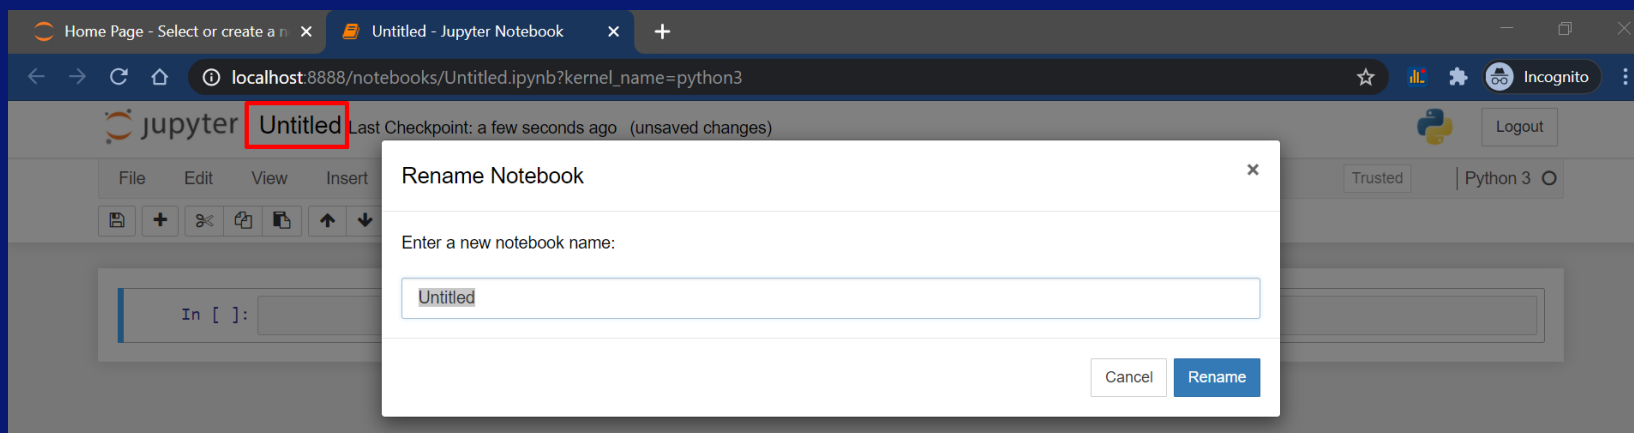 Home Page - Select or create a n
Untitled - Jupyter Notebook
localhost:8888/notebooks/Untitled.ipynb?kernel_name=python3
Incognito
jupyter Untitled Last Checkpoint: a few seconds ago (unsaved changes)
Logout
File Edit View Insert
Trusted
Python 3
Rename Notebook
Enter a new notebook name:
Untitled
In [ ]:
Cancel Rename